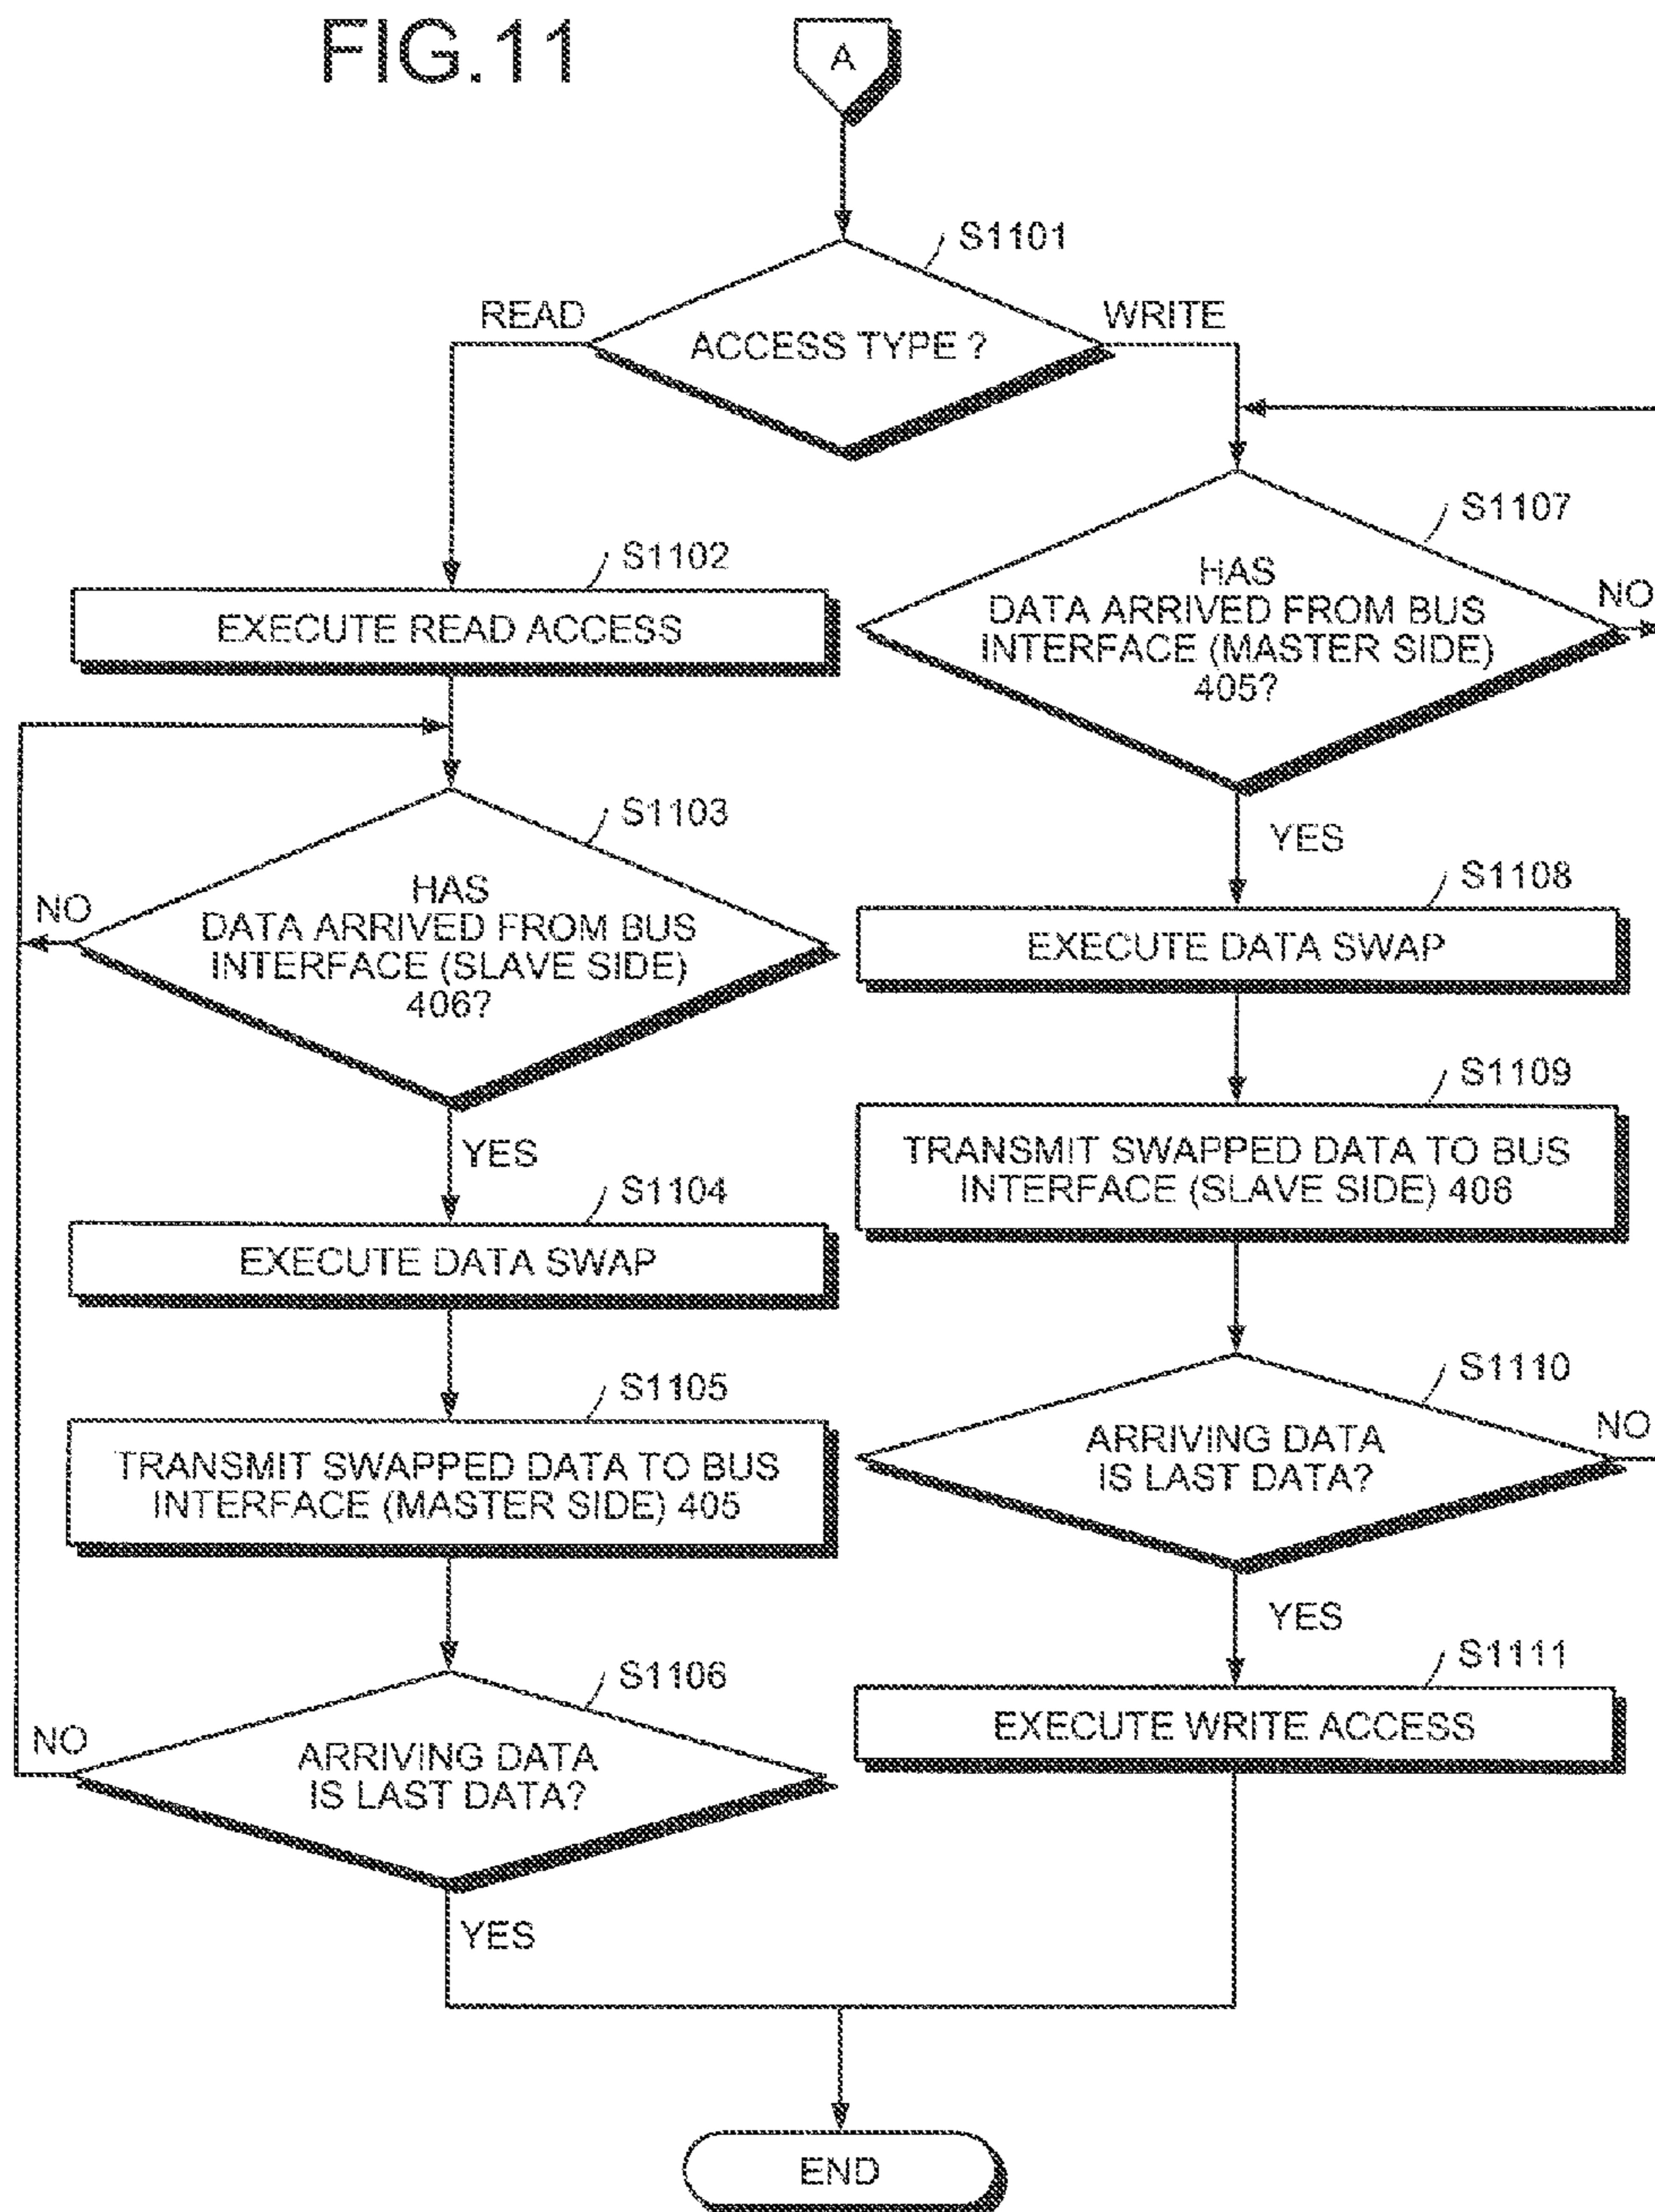 FIG.11
A
S1101
READ
WRITE
ACCESS TYPE ?
S1102
EXECUTE READ ACCESS
S1103
NO
HAS
DATA ARRIVED FROM BUS
INTERFACE (SLAVE SIDE)
406?
YES
S1104
EXECUTE DATA SWAP
S1105
TRANSMIT SWAPPED DATA TO BUS
INTERFACE (MASTER SIDE) 405
S1106
NO
ARRIVING DATA
IS LAST DATA?
YES
S1107
HAS
DATA ARRIVED FROM BUS
INTERFACE (MASTER SIDE)
405?
NO
YES
S1108
EXECUTE DATA SWAP
S1109
TRANSMIT SWAPPED DATA TO BUS
INTERFACE (SLAVE SIDE) 406
S1110
ARRIVING DATA
IS LAST DATA?
NO
YES
S1111
EXECUTE WRITE ACCESS
END